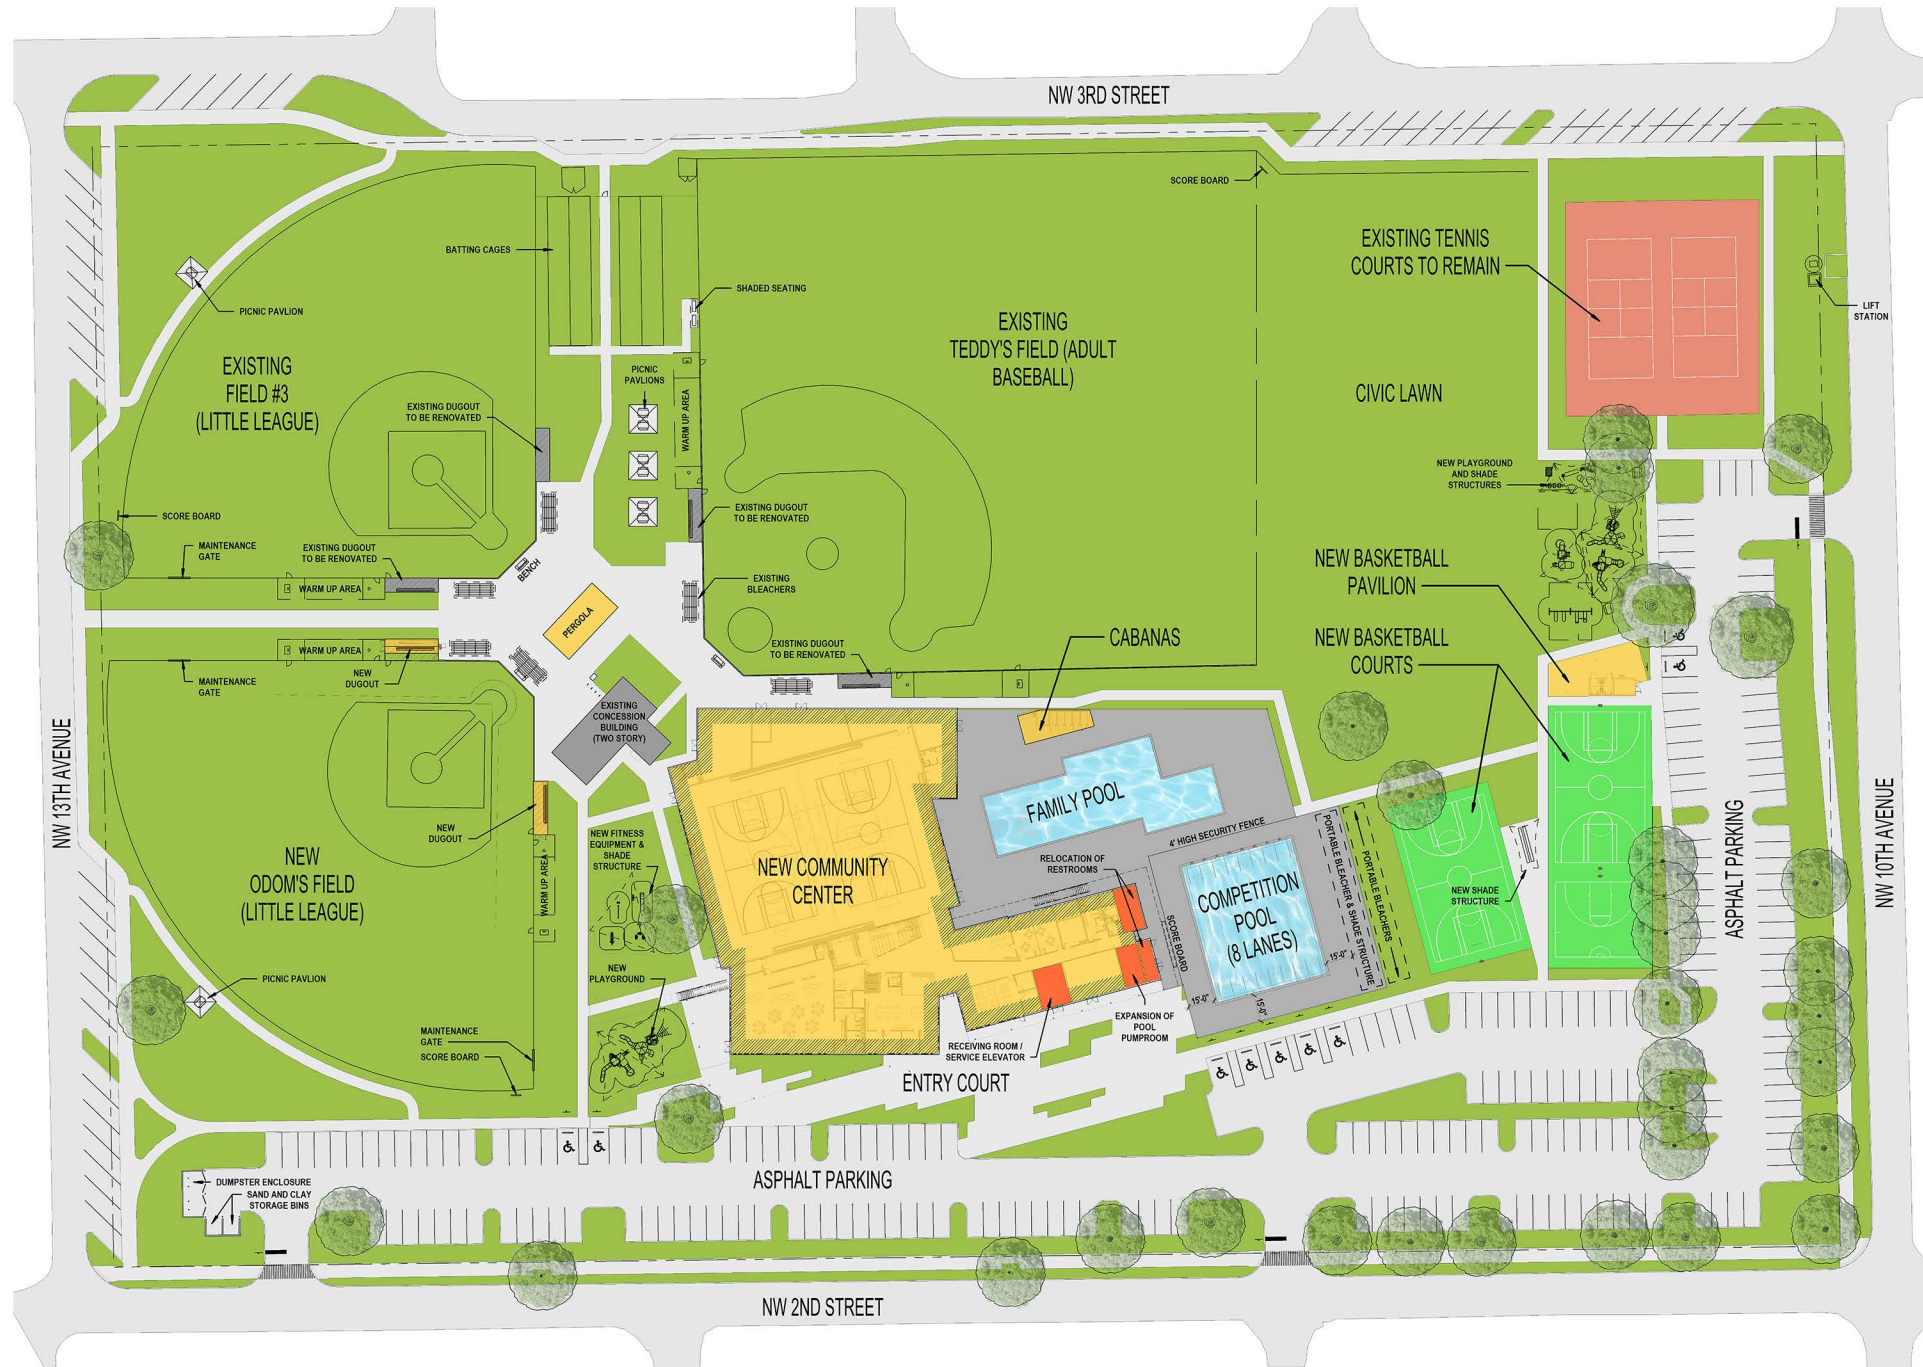 NW 3RD STREET
SCORE BOARD
EXISTING TENNIS
COURTS TO REMAIN
BATTING CAGES
SHADED SEATING
PICNIC PAVLION
LIFT
STATION
EXISTING
TEDDY'S FIELD (ADULT
BASEBALL)
EXISTING
FIELD #3
(LITTLE LEAGUE)
PICNIC
PAVLIONS
WARM UP AREA
CIVIC LAWN
EXISTING DUGOUT
TO BE RENOVATED
NEW PLAYGROUND
AND SHADE
STRUCTURES
SCORE BOARD
EXISTING DUGOUT
TO BE RENOVATED
MAINTENANCE
GATE
EXISTING DUGOUT
TO BE RENOVATED
WARM UP AREA
BENCH
EXISTING
BLEACHERS
NEW BASKETBALL
PAVILION
PERGOLA
CABANAS
NEW BASKETBALL
COURTS
WARM UP AREA
NEW
DUGOUT
MAINTENANCE
GATE
EXISTING DUGOUT
TO BE RENOVATED
EXISTING
CONCESSION
BUILDING
(TWO STORY)
NW 13TH AVENUE
FAMILY POOL
4' HIGH SECURITY FENCE
NEW
DUGOUT
NEW FITNESS
EQUIPMENT &
SHADE
STRUCTURE
NEW
ODOM'S FIELD
(LITTLE LEAGUE)
WARM UP AREA
NEW COMMUNITY
CENTER
RELOCATION OF
RESTROOMS
COMPETITION
POOL
(8 LANES)
SCORE BOARD
PORTABLE BLEACHER & SHADE STRUCTURE
PORTABLE BLEACHERS
NEW SHADE
STRUCTURE
ASPHALT PARKING
NW 10TH AVENUE
15'-0"
15'-0"
15'-0"
PICNIC PAVLION
NEW
PLAYGROUND
MAINTENANCE
GATE
SCORE BOARD
EXPANSION OF
POOL
PUMPROOM
RECEIVING ROOM /
SERVICE ELEVATOR
ENTRY COURT
ASPHALT PARKING
DUMPSTER ENCLOSURE
SAND AND CLAY
STORAGE BINS
NW 2ND STREET